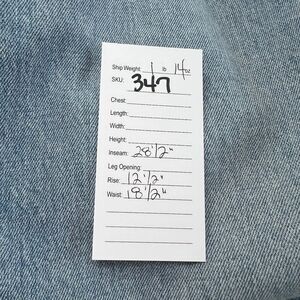 Ship Weight: 1 lb 14 oz
SKU: 347
Chest:
Length:
Width:
Height:
Inseam: 28 1/2"
Leg Opening:
Rise: 12 1/2"
Waist: 18 1/2"